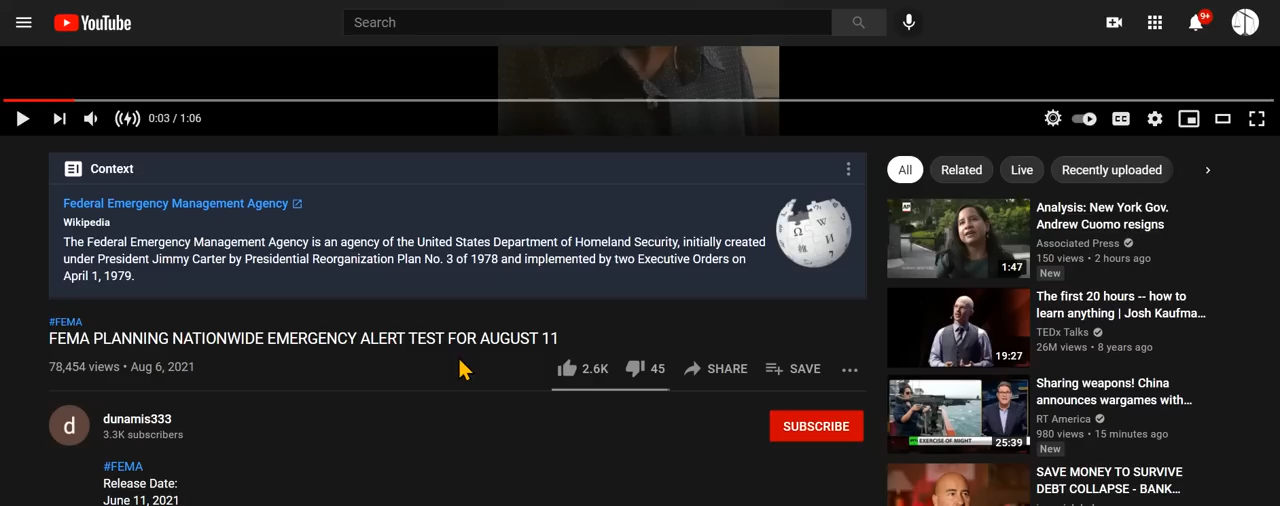 YouTube
Search
9+
0:03 / 1:06
CC
Context
Federal Emergency Management Agency
Wikipedia
The Federal Emergency Management Agency is an agency of the United States Department of Homeland Security, initially created
under President Jimmy Carter by Presidential Reorganization Plan No. 3 of 1978 and implemented by two Executive Orders on
April 1, 1979.
#FEMA
FEMA PLANNING NATIONWIDE EMERGENCY ALERT TEST FOR AUGUST 11
78,454 views • Aug 6, 2021
2.6K 45 SHARE SAVE
d
dunamis333
3.3K subscribers
SUBSCRIBE
#FEMA
Release Date:
June 11, 2021
All Related Live Recently uploaded
AP
1:47
Analysis: New York Gov.
Andrew Cuomo resigns
Associated Press
150 views • 2 hours ago
New
19:27
The first 20 hours -- how to
learn anything | Josh Kaufma...
TEDx Talks
26M views • 8 years ago
EXERCISE OF MIGHT
25:39
Sharing weapons! China
announces wargames with...
RT America
980 views • 15 minutes ago
New
SAVE MONEY TO SURVIVE
DEBT COLLAPSE - BANK...